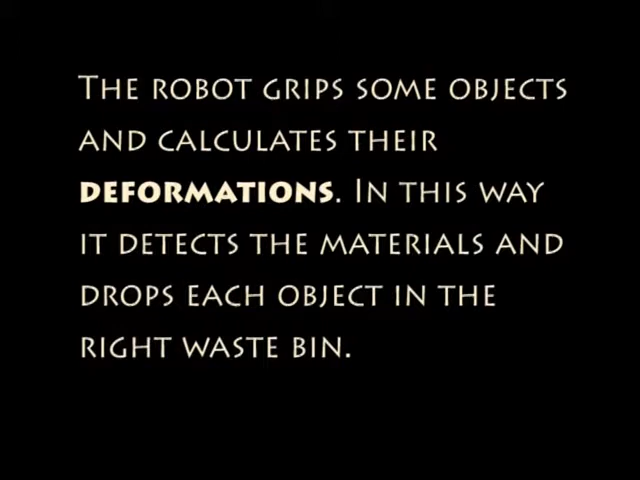 The robot grips some objects
and calculates their
deformations. In this way
it detects the materials and
drops each object in the
right waste bin.